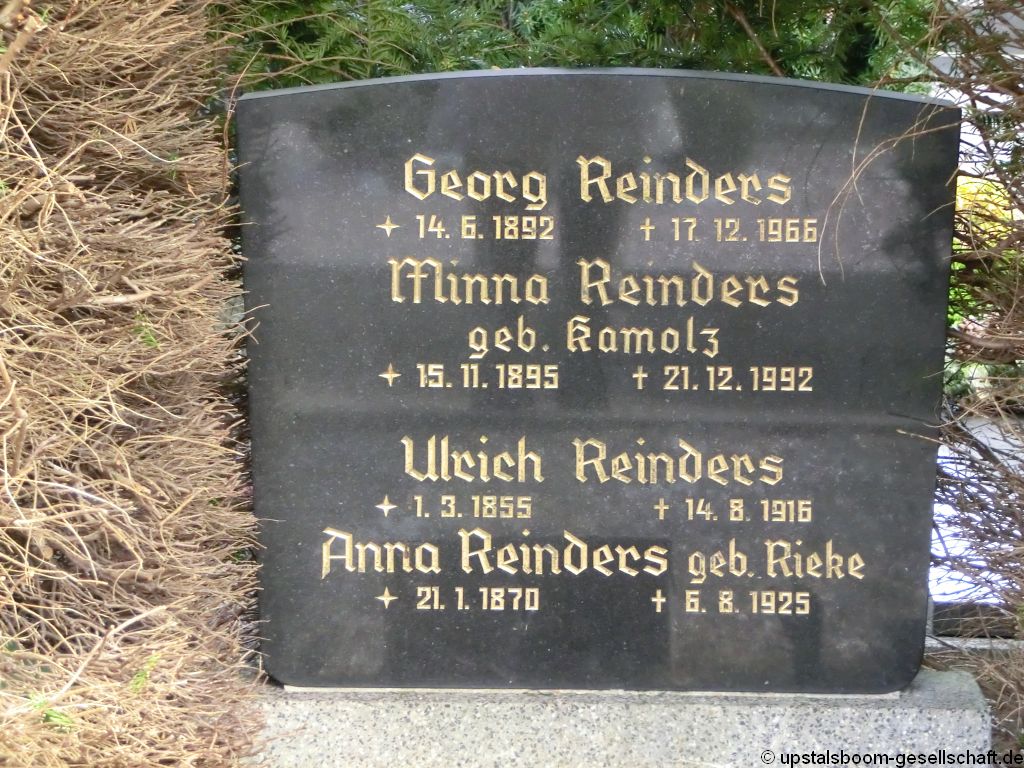 Georg Reinders
✦ 14. 6. 1892 † 17. 12. 1966
Minna Reinders
geb. Kamolz
✦ 15. 11. 1895 † 21. 12. 1992
Ulrich Reinders
✦ 1. 3. 1855 † 14. 8. 1916
Anna Reinders geb. Rieke
✦ 21. 1. 1870 † 6. 8. 1925
© upstalsboom-gesellschaft.de